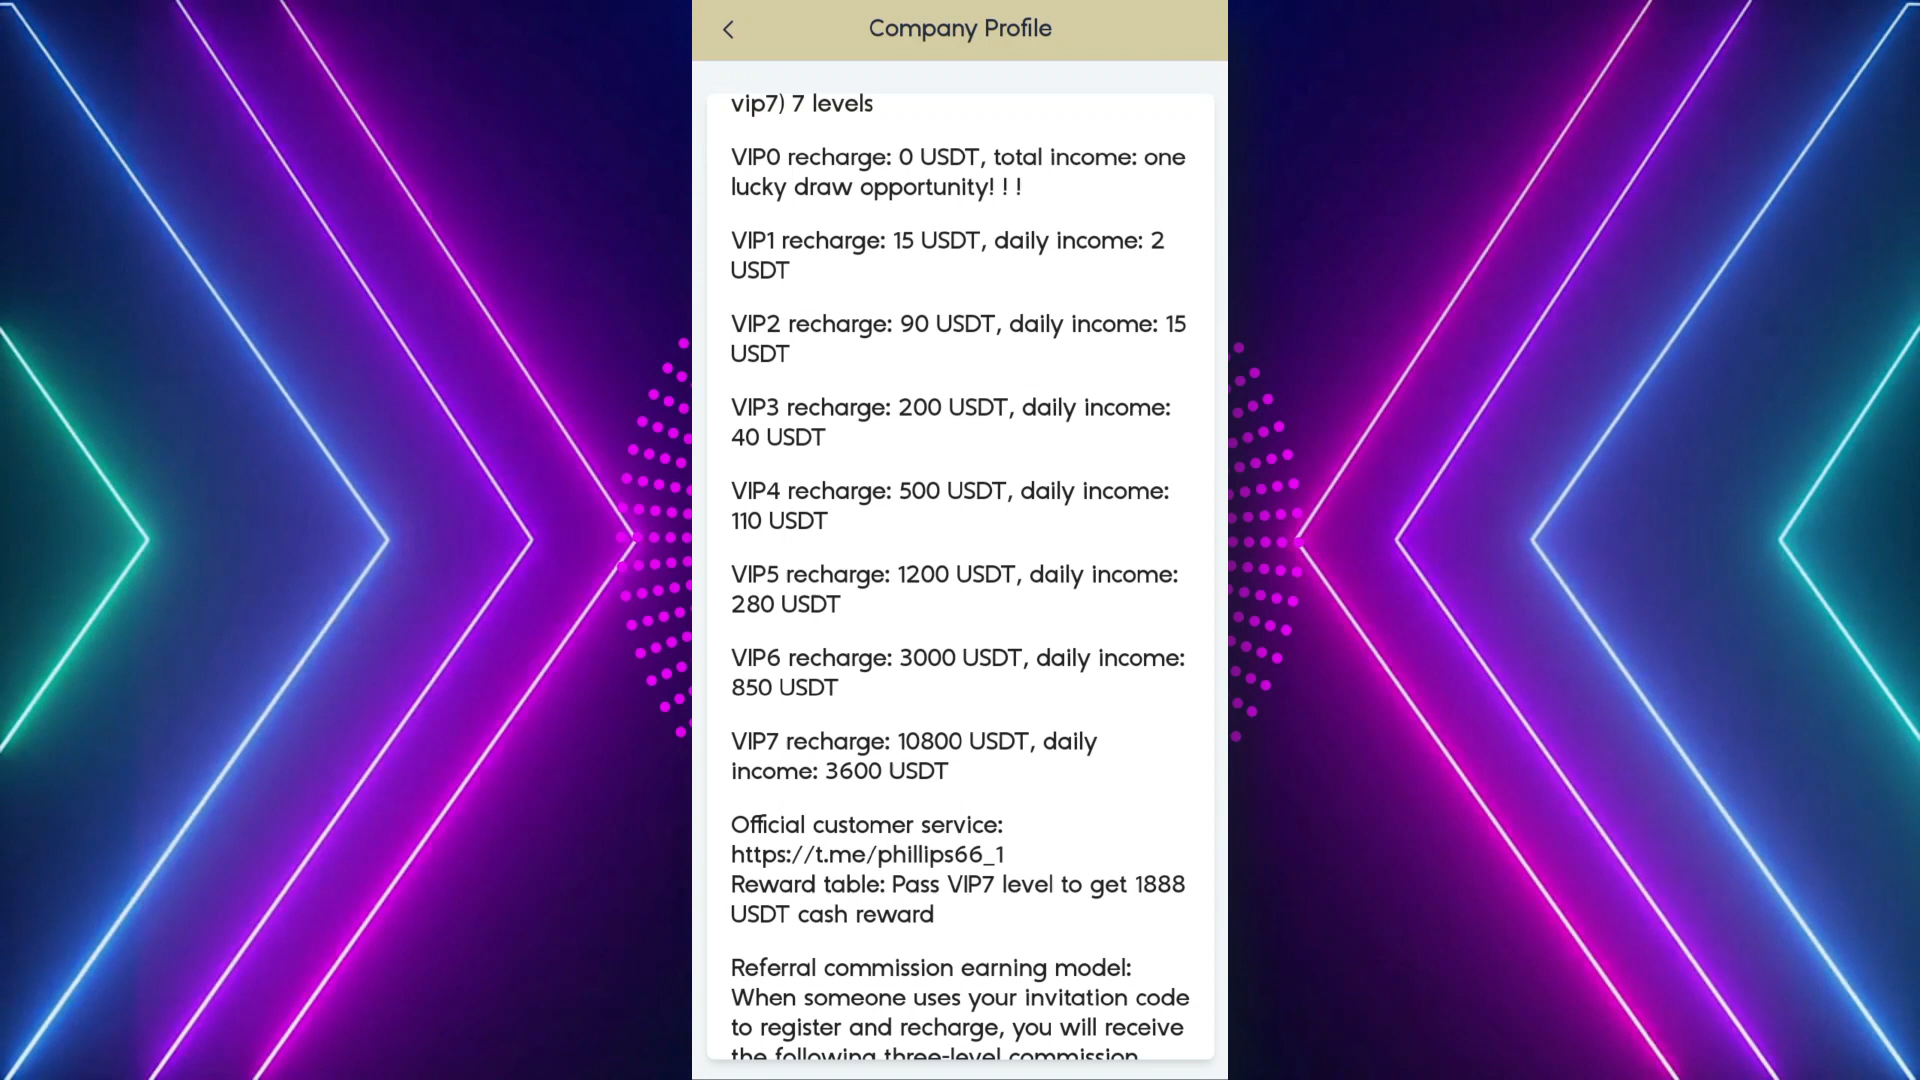 Company Profile
vip7) 7 levels
VIP0 recharge: 0 USDT, total income: one
lucky draw opportunity! ! !
VIP1 recharge: 15 USDT, daily income: 2
USDT
VIP2 recharge: 90 USDT, daily income: 15
USDT
VIP3 recharge: 200 USDT, daily income:
40 USDT
VIP4 recharge: 500 USDT, daily income:
110 USDT
VIP5 recharge: 1200 USDT, daily income:
280 USDT
VIP6 recharge: 3000 USDT, daily income:
850 USDT
VIP7 recharge: 10800 USDT, daily
income: 3600 USDT
Official customer service:
https://t.me/phillips66_1
Reward table: Pass VIP7 level to get 1888
USDT cash reward
Referral commission earning model:
When someone uses your invitation code
to register and recharge, you will receive
the following three-level commission